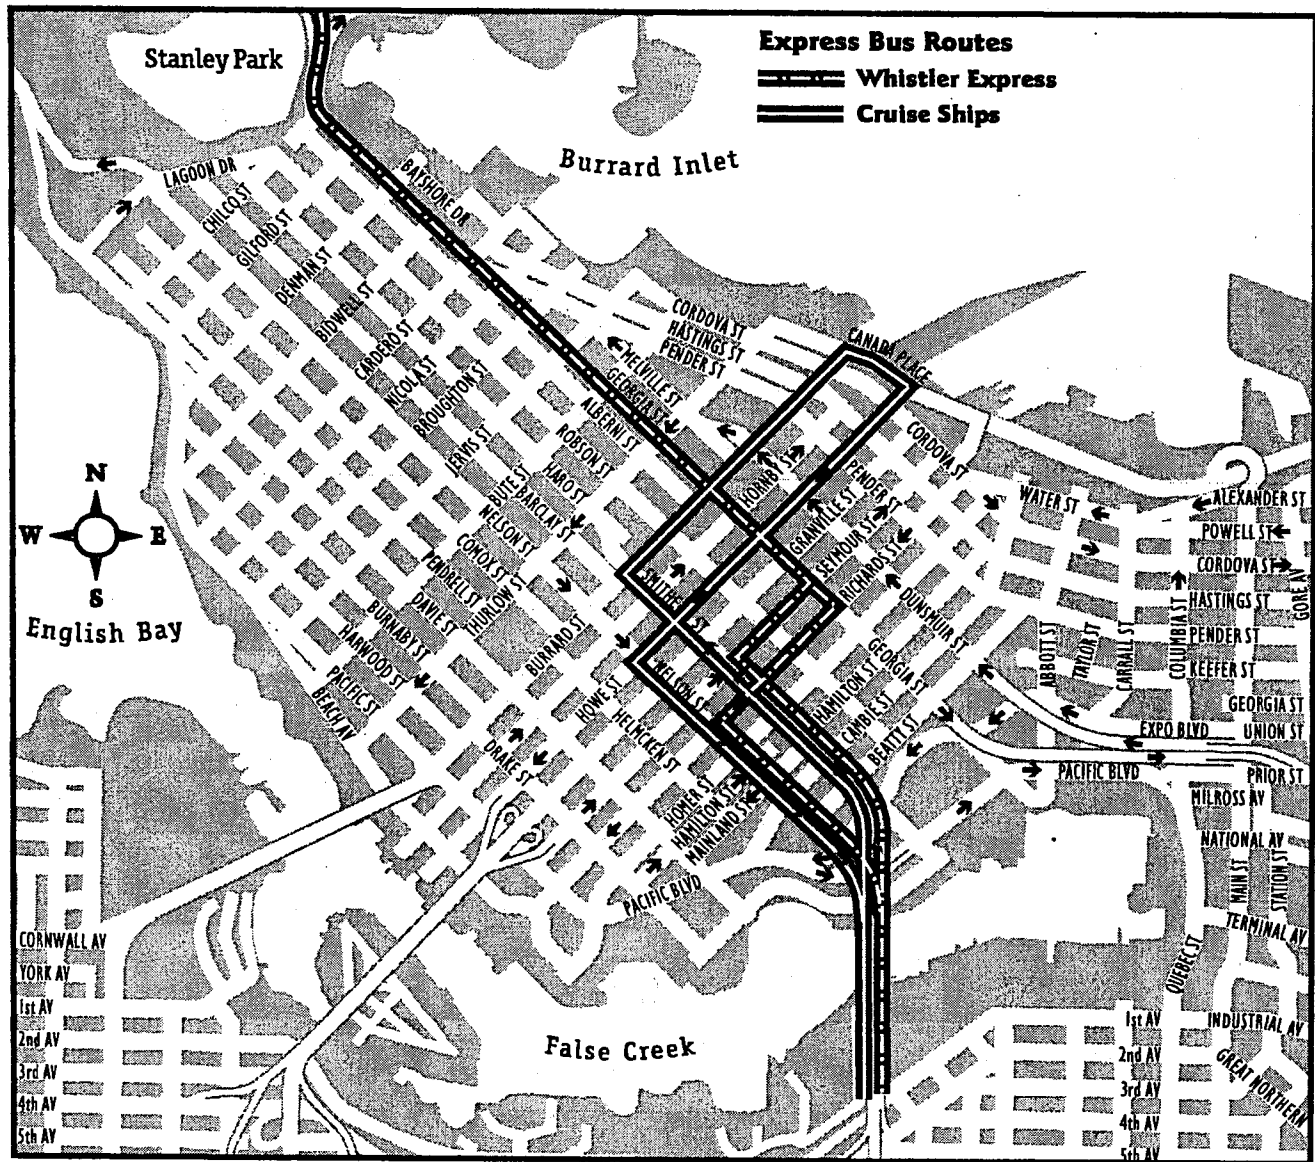 Express Bus Routes
Whistler Express
Cruise Ships
Stanley Park
Burrard Inlet
LAGOON DR
BAYSHORE DR
CHILCO ST
GILFORD ST
DENMAN ST
BIDWELL ST
CARDERO ST
NICOLA ST
BROUGHTON ST
JERVIS ST
BUTE ST
BARCLAY ST
NELSON ST
COMOX ST
PENDRELL ST
DAVIE ST
THURLOW ST
BURNABY ST
HARWOOD ST
PACIFIC ST
BEACH AV
CORDOVA ST
HASTINGS ST
PENDER ST
MELVILLE ST
GEORGIA ST
ALBERNI ST
ROBSON ST
HARO ST
CANADA PLACE
CORDOVA ST
HORNBY ST
PENDER ST
GRANVILLE ST
SEYMOUR ST
RICHARDS ST
DUNSMUIR ST
SMITHE ST
NELSON ST
BURRARD ST
HOWE ST
HELMCKEN ST
DRAKE ST
GEORGIA ST
HAMILTON ST
CAMBIE ST
BEATTY ST
HOMER ST
HAMILTON ST
MAINLAND ST
PACIFIC BLVD
WATER ST
ALEXANDER ST
POWELL ST
CORDOVA ST
HASTINGS ST
PENDER ST
KEEFER ST
GEORGIA ST
UNION ST
PRIOR ST
GORE AV
ABBOTT ST
TAYLOR ST
CARRALL ST
COLUMBIA ST
EXPO BLVD
PACIFIC BLVD
MILROSS AV
NATIONAL AV
MAIN ST
STATION ST
TERMINAL AV
QUEBEC ST
INDUSTRIAL AV
GREAT NORTHERN
1st AV
2nd AV
3rd AV
4th AV
5th AV
N
W
E
S
English Bay
False Creek
CORNWALL AV
YORK AV
1st AV
2nd AV
3rd AV
4th AV
5th AV